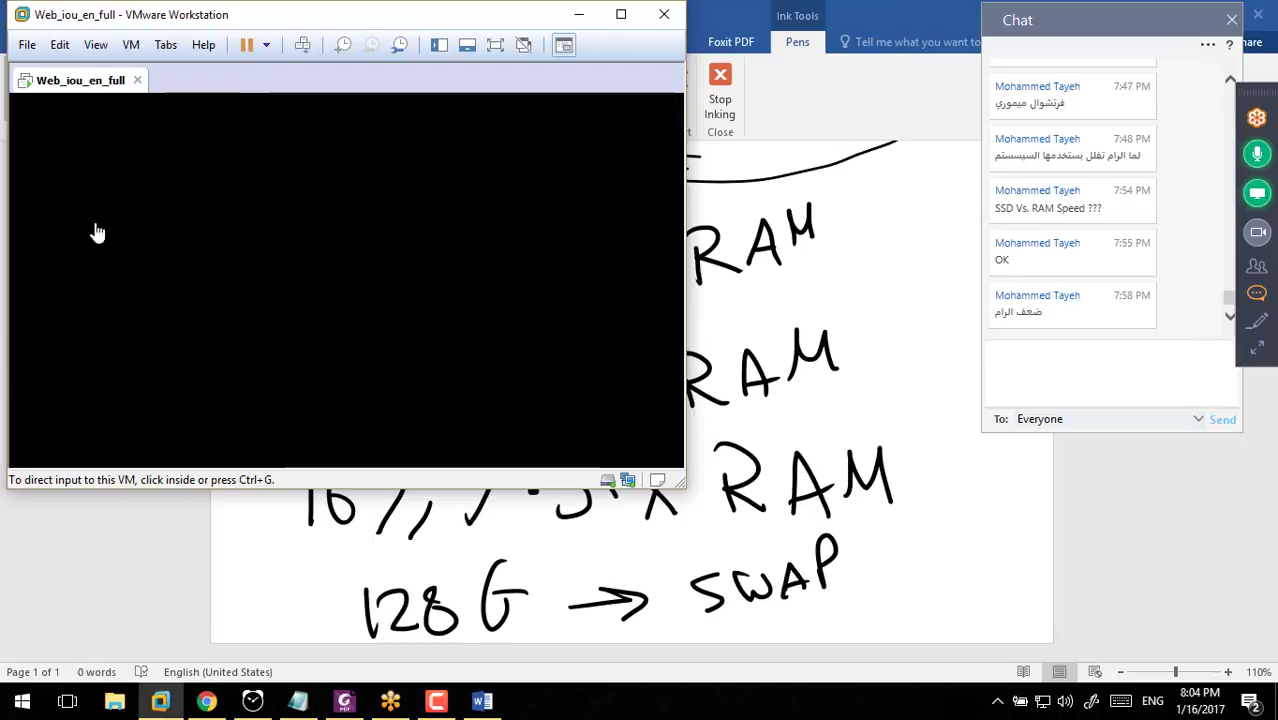 Web_iou_en_full - VMware Workstation
File Edit View VM Tabs Help
Web_iou_en_full
To direct input to this VM, click inside or press Ctrl+G.
Ink Tools
Foxit PDF
Pens
Tell me what you want
Stop
Inking
Close
RAM
RAM
RAM
128G → SWAP
Chat
Mohammed Tayeh 7:47 PM
فرتشوال ميموري
Mohammed Tayeh 7:48 PM
لما الرام تفلل بستخدمها السيستم
Mohammed Tayeh 7:54 PM
SSD Vs. RAM Speed ???
Mohammed Tayeh 7:55 PM
OK
Mohammed Tayeh 7:58 PM
ضعف الرام
To: Everyone
Send
Page 1 of 1 0 words English (United States) 110%
ENG
8:04 PM
1/16/2017
2